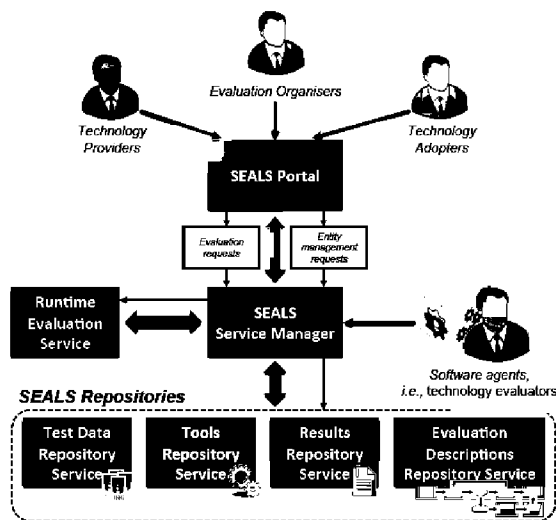 Evaluation Organisers
Technology
Providers
Technology
Adopters
SEALS Portal
Evaluation
requests
Entity
management
requests
Runtime
Evaluation
Service
SEALS
Service Manager
Software agents,
i.e., technology evaluators
SEALS Repositories
Test Data
Repository
Service
Tools
Repository
Service
Results
Repository
Service
Evaluation
Descriptions
Repository Service